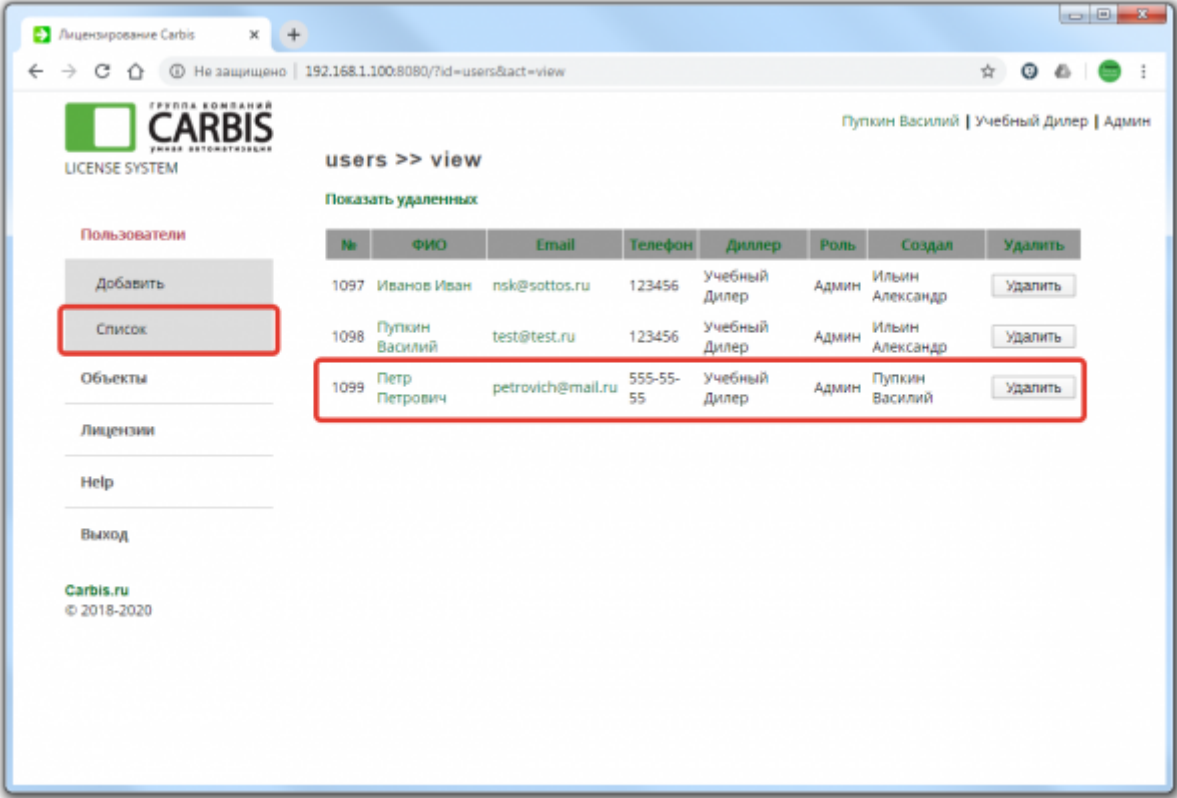 Лицензирование Carbis
Не защищено 192.168.1.100:8080/?id=users&act=view
ГРУППА КОМПАНИЙ
CARBIS
умная автоматизация
LICENSE SYSTEM
Пупкин Василий | Учебный Дилер | Админ
users >> view
Показать удаленных
Пользователи
Добавить
Список
Объекты
Лицензии
Help
Выход
Carbis.ru
© 2018-2020
№ ФИО Email Телефон Диллер Роль Создал Удалить
1097 Иванов Иван nsk@sottos.ru 123456 Учебный Дилер Админ Ильин Александр Удалить
1098 Пупкин Василий test@test.ru 123456 Учебный Дилер Админ Ильин Александр Удалить
1099 Петр Петрович petrovich@mail.ru 555-55-55 Учебный Дилер Админ Пупкин Василий Удалить